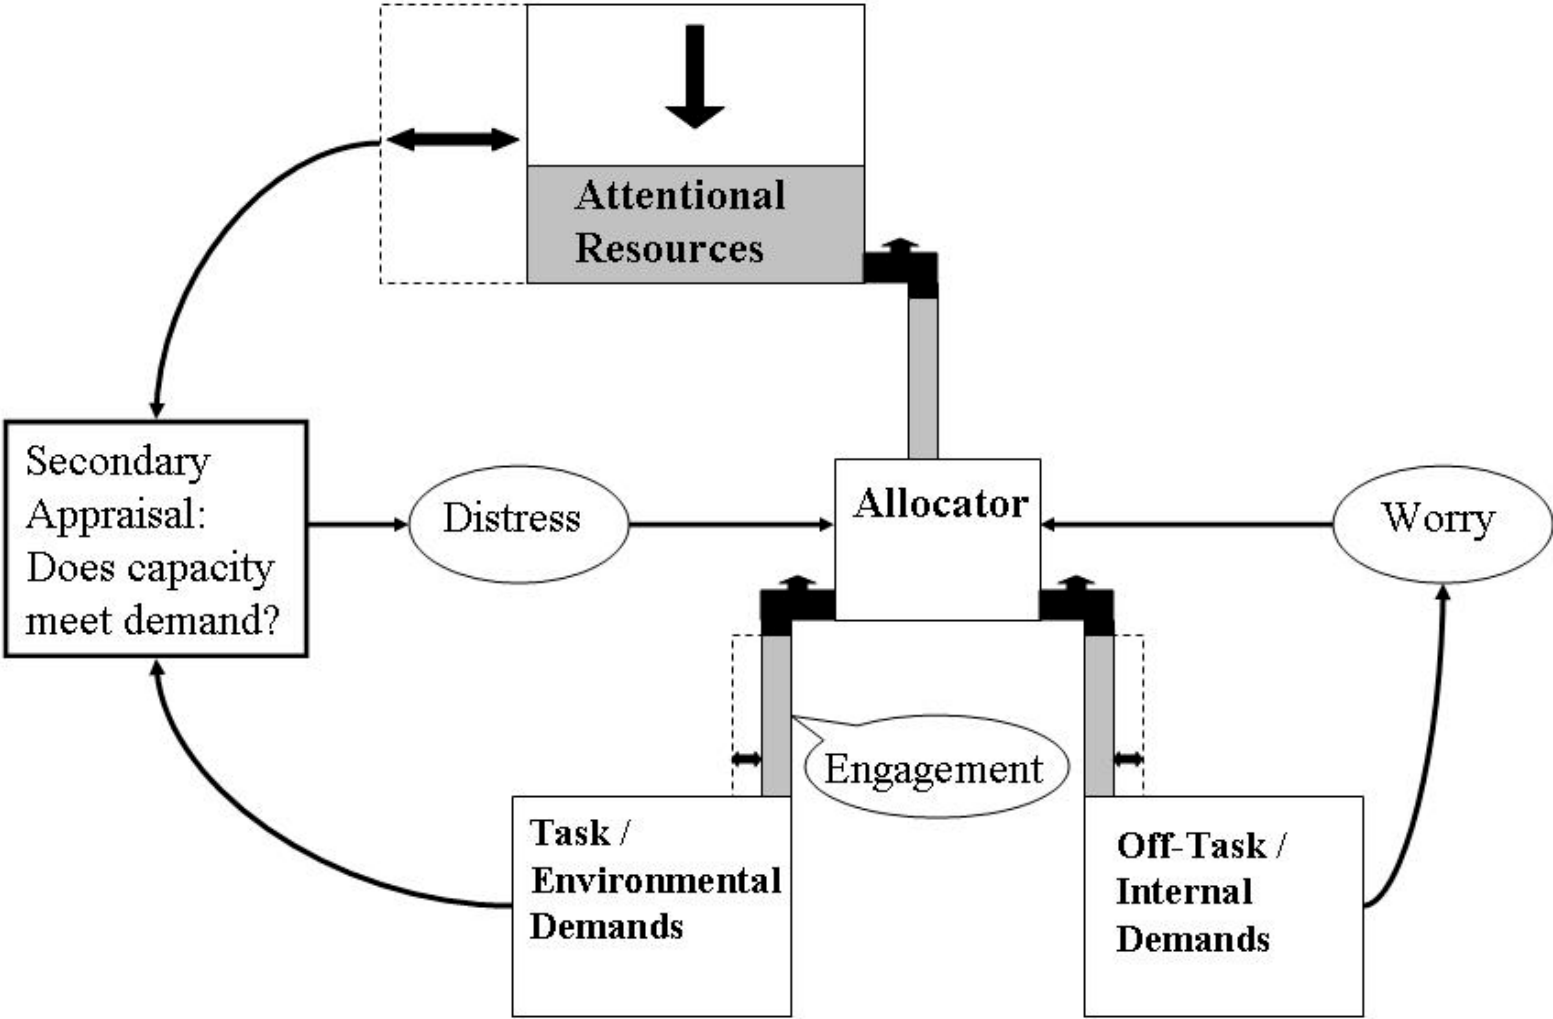 Attentional
Resources
Secondary
Appraisal:
Does capacity
meet demand?
Distress
Allocator
Worry
Engagement
Task /
Environmental
Demands
Off-Task /
Internal
Demands